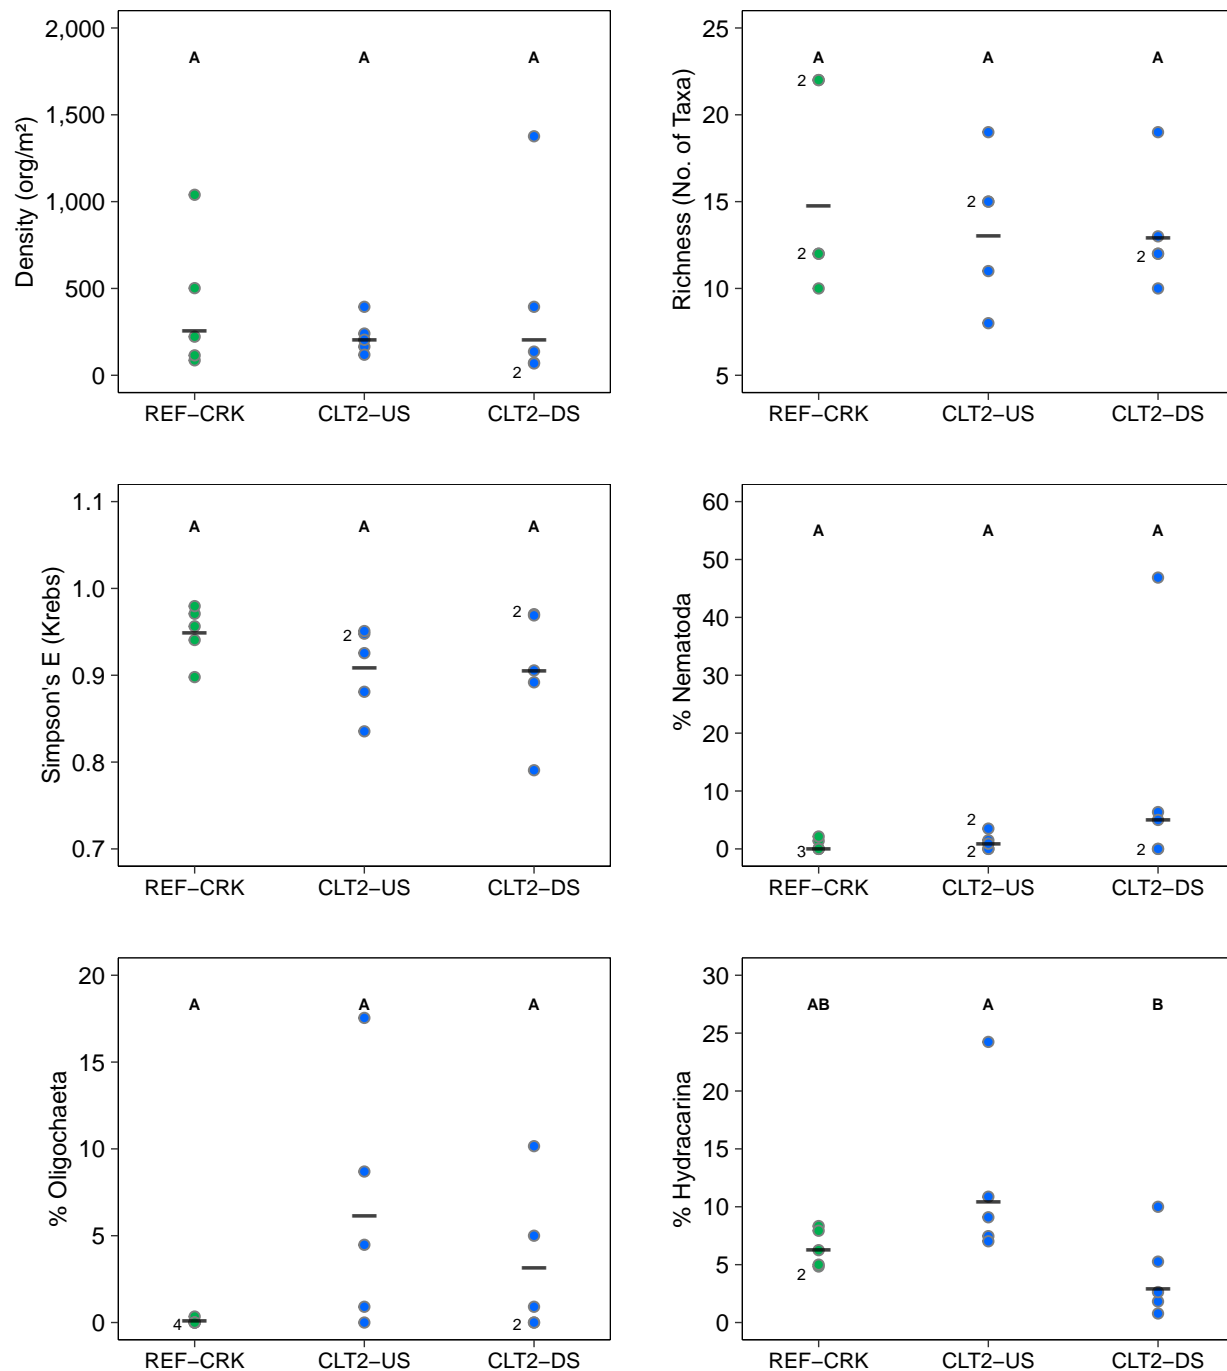 Density (org/m²)
2,000
1,500
1,000
500
0
A A A
2
REF−CRK CLT2−US CLT2−DS
Richness (No. of Taxa)
25
20
15
10
5
A A A
2
2
2
2
REF−CRK CLT2−US CLT2−DS
Simpson's E (Krebs)
1.1
1.0
0.9
0.8
0.7
A A A
2
2
REF−CRK CLT2−US CLT2−DS
% Nematoda
60
50
40
30
20
10
0
A A A
2
3 2 2
REF−CRK CLT2−US CLT2−DS
% Oligochaeta
20
15
10
5
0
A A A
4 2
REF−CRK CLT2−US CLT2−DS
% Hydracarina
30
25
20
15
10
5
0
AB A B
2
REF−CRK CLT2−US CLT2−DS